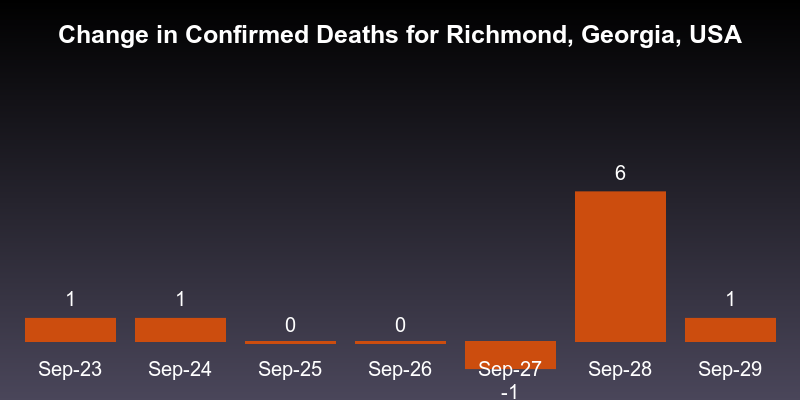 Change in Confirmed Deaths for Richmond, Georgia, USA
6
1 1 1
0 0
Sep-23 Sep-24 Sep-25 Sep-26 Sep-27 Sep-28 Sep-29
-1